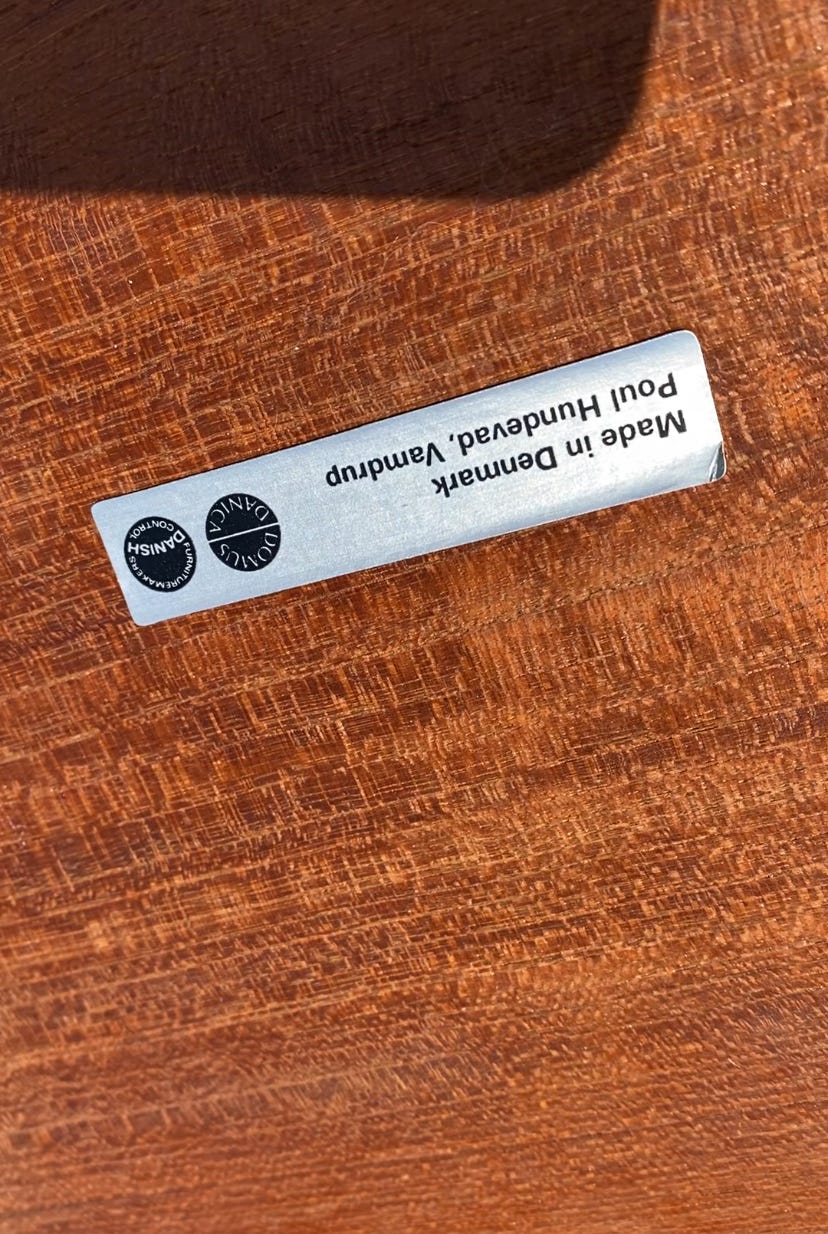 Made in Denmark
Poul Hundevad, Vamdrup
DOMUS
DANICA
FURNITUREMAKERS
DANISH
CONTROL